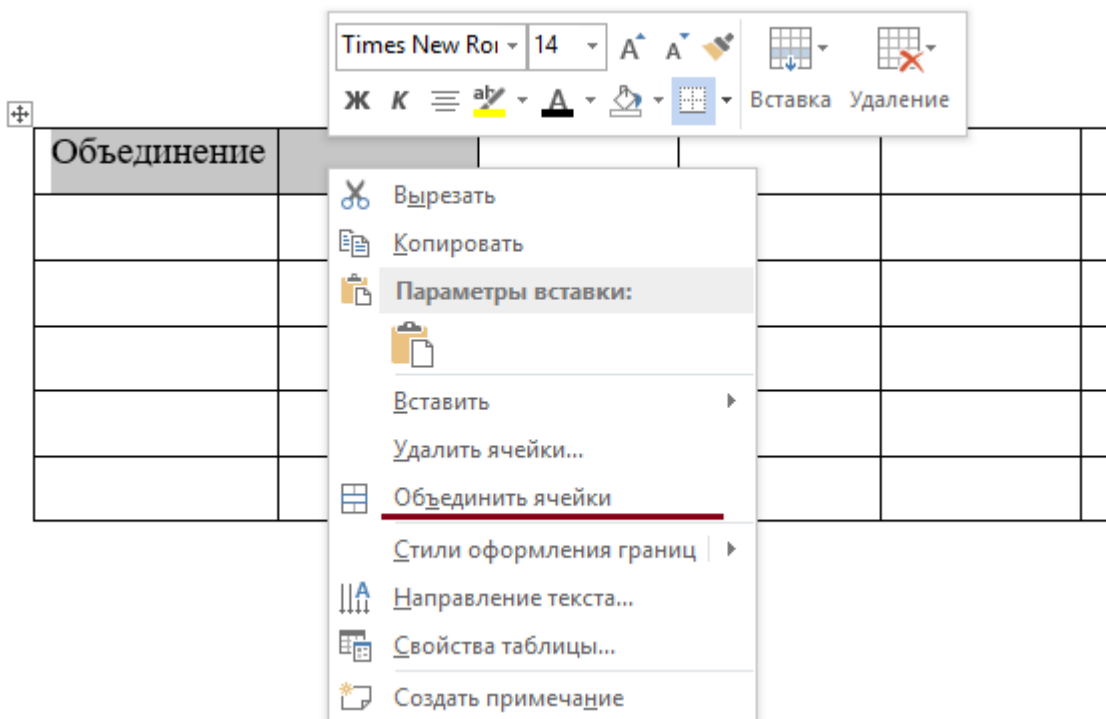 Times New Roı 14
Ж К
Вставка Удаление
Объединение
Вырезать
Копировать
Параметры вставки:
Вставить
Удалить ячейки...
Объединить ячейки
Стили оформления границ
Направление текста...
Свойства таблицы...
Создать примечание